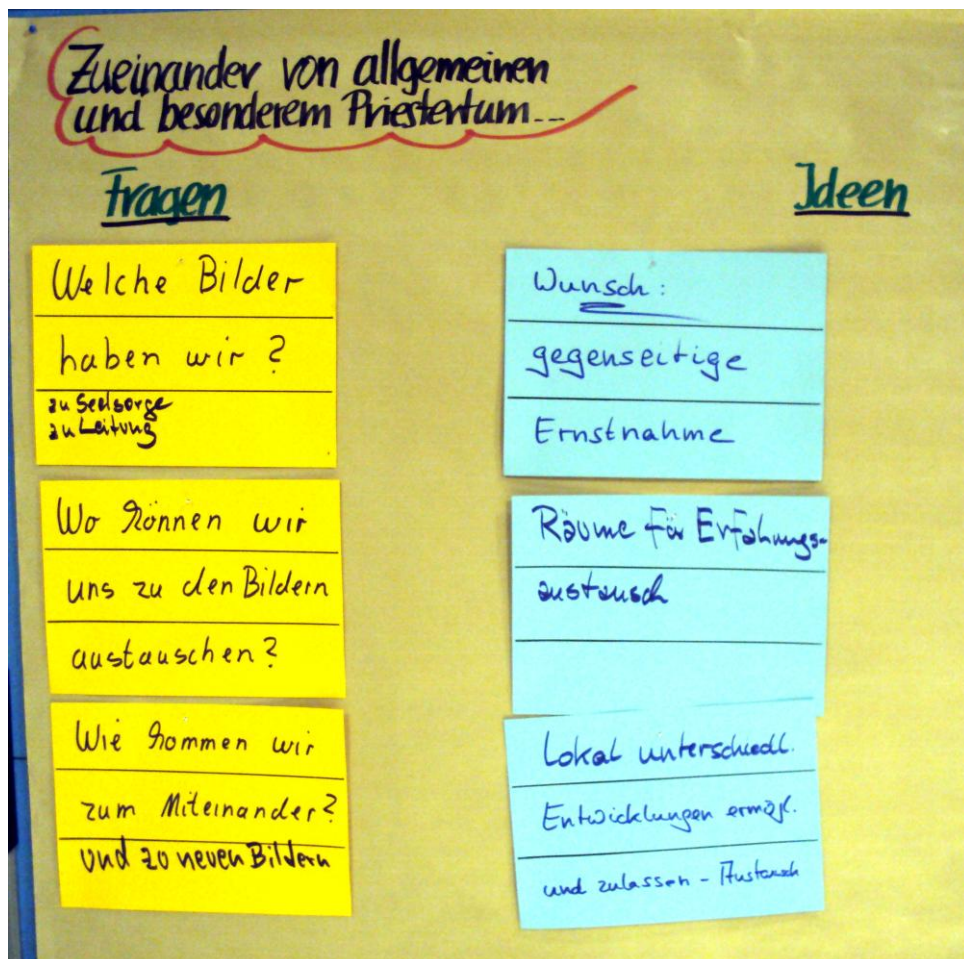 Zueinander von allgemeinen
und besonderem Priestertum...
Fragen
Welche Bilder
haben wir?
zu Seelsorge
zu Leitung
Wo können wir
uns zu den Bildern
austauschen?
Wie kommen wir
zum Miteinander?
und zu neuen Bildern
Ideen
Wunsch:
gegenseitige
Ernstnahme
Räume für Erfahrungs-
austausch
Lokal unterschiedl.
Entwicklungen ermögl.
und zulassen - Austausch